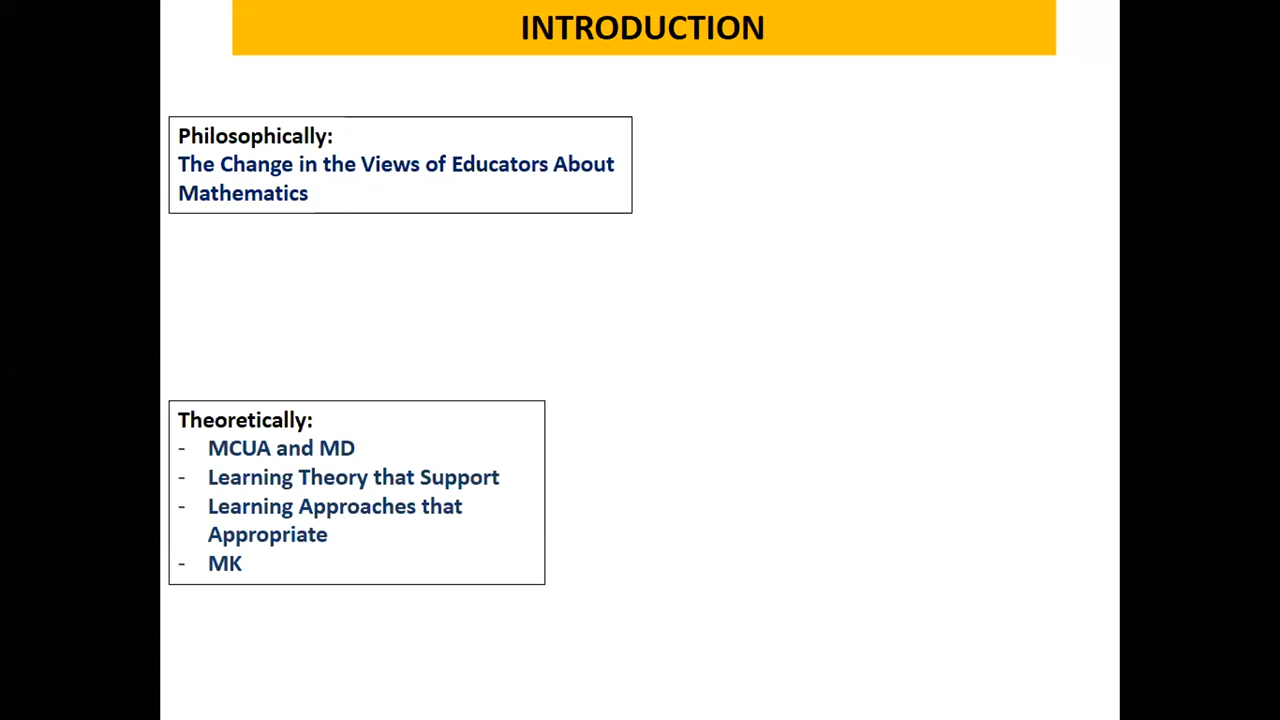 INTRODUCTION
Philosophically:
The Change in the Views of Educators About
Mathematics
Theoretically:
- MCUA and MD
- Learning Theory that Support
- Learning Approaches that
Appropriate
- MK